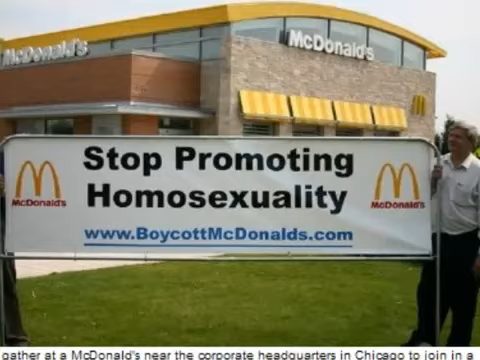 McDonald's
McDonald's
Stop Promoting
Homosexuality
McDonald's
McDonald's
www.BoycottMcDonalds.com
gather at a McDonald's near the corporate headquarters in Chicago to join in a